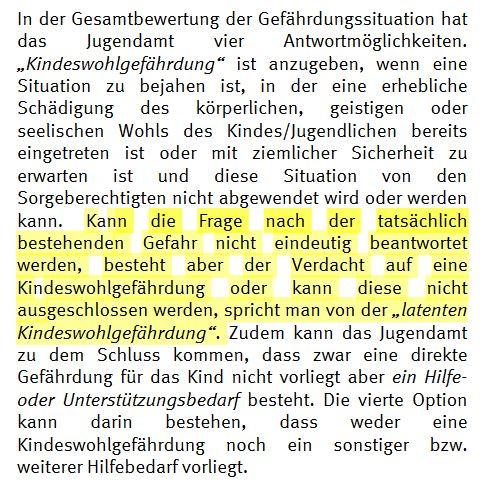 In der Gesamtbewertung der Gefährdungssituation hat
das Jugendamt vier Antwortmöglichkeiten.
„Kindeswohlgefährdung“ ist anzugeben, wenn eine
Situation zu bejahen ist, in der eine erhebliche
Schädigung des körperlichen, geistigen oder
seelischen Wohls des Kindes/Jugendlichen bereits
eingetreten ist oder mit ziemlicher Sicherheit zu
erwarten ist und diese Situation von den
Sorgeberechtigten nicht abgewendet wird oder werden
kann. Kann die Frage nach der tatsächlich
bestehenden Gefahr nicht eindeutig beantwortet
werden, besteht aber der Verdacht auf eine
Kindeswohlgefährdung oder kann diese nicht
ausgeschlossen werden, spricht man von der „latenten
Kindeswohlgefährdung“. Zudem kann das Jugendamt
zu dem Schluss kommen, dass zwar eine direkte
Gefährdung für das Kind nicht vorliegt aber ein Hilfe-
oder Unterstützungsbedarf besteht. Die vierte Option
kann darin bestehen, dass weder eine
Kindeswohlgefährdung noch ein sonstiger bzw.
weiterer Hilfebedarf vorliegt.